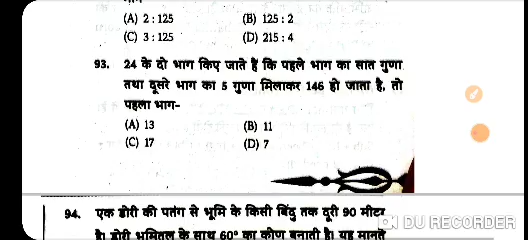 (A) 2 : 125 (B) 125 : 2
(C) 3 : 125 (D) 215 : 4
93. 24 के दो भाग किए जाते हैं कि पहले भाग का सात गुणा
तथा दूसरे भाग का 5 गुणा मिलाकर 146 हो जाता है, तो
पहला भाग-
(A) 13 (B) 11
(C) 17 (D) 7
94. एक डोरी की पतंग से भूमि के किसी बिंदु तक दूरी 90 मीटर
है। डोरी भूमितल के साथ 60° का कोण बनाती है। यह मानते
DU RECORDER